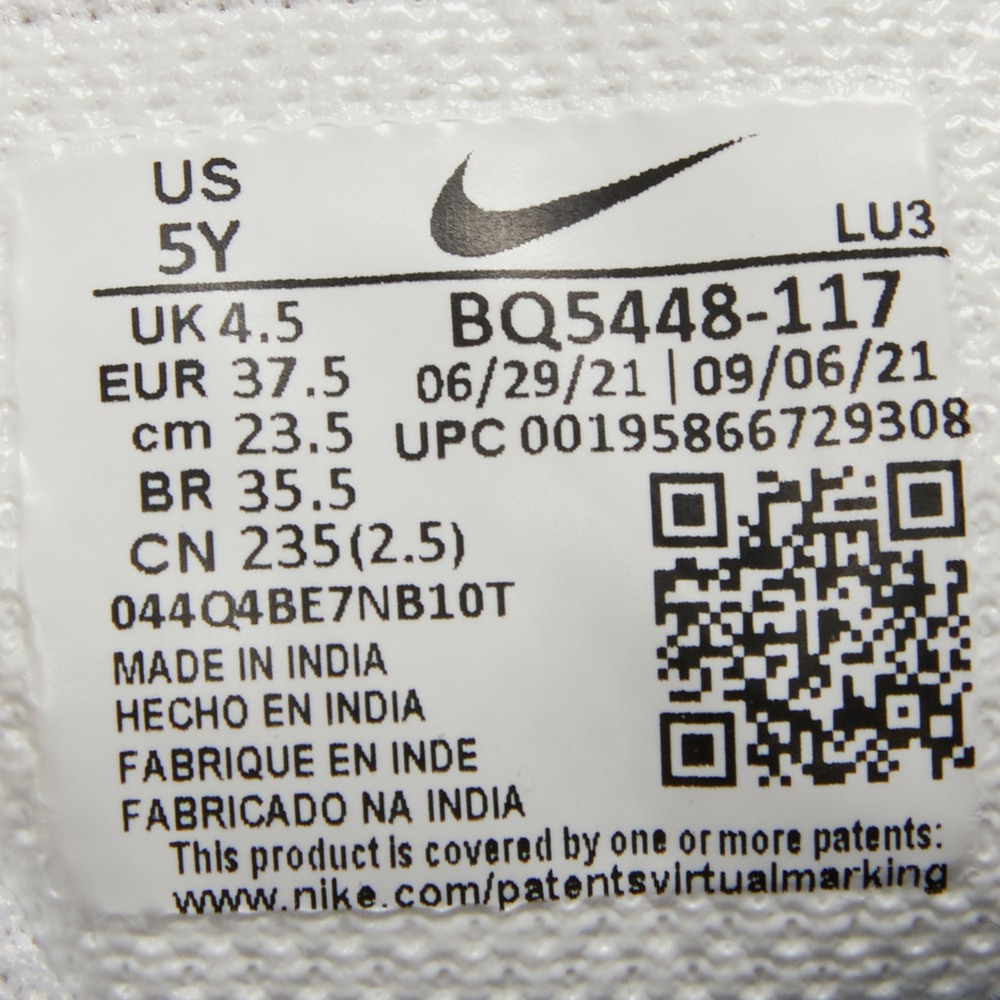 US
5Y
LU3
UK 4.5
BQ5448-117
EUR 37.5
06/29/21 | 09/06/21
cm 23.5
UPC 00195866729308
BR 35.5
CN 235(2.5)
044Q4BE7NB10T
MADE IN INDIA
HECHO EN INDIA
FABRIQUE EN INDE
FABRICADO NA INDIA
This product is covered by one or more patents:
www.nike.com/patentsvirtualmarking